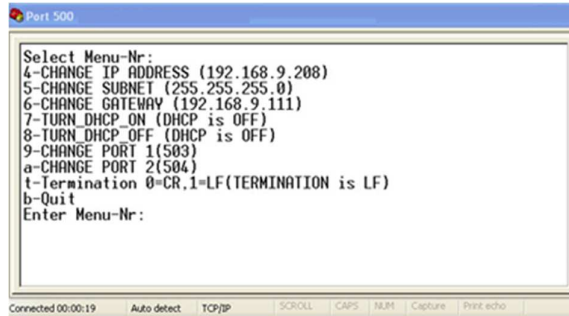 Port 500
Select Menu-Nr:
4-CHANGE IP ADDRESS (192.168.9.208)
5-CHANGE SUBNET (255.255.255.0)
6-CHANGE GATEWAY (192.168.9.111)
7-TURN_DHCP_ON (DHCP is OFF)
8-TURN_DHCP_OFF (DHCP is OFF)
9-CHANGE PORT 1(503)
a-CHANGE PORT 2(504)
t-Termination 0=CR,1=LF(TERMINATION is LF)
b-Quit
Enter Menu-Nr:
Connected 00:00:19 Auto detect TCP/IP SCROLL CAPS NUM Capture Print echo